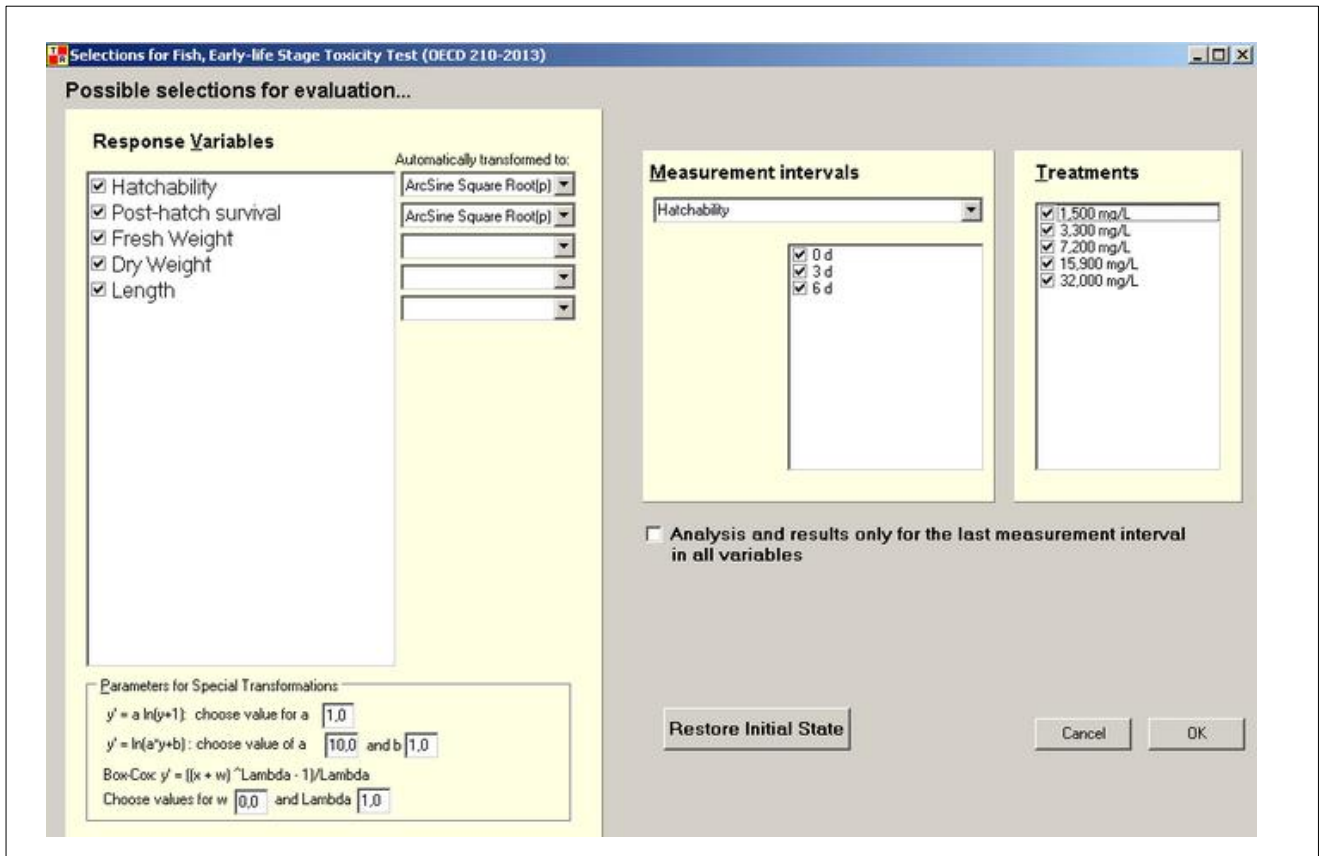 Selections for Fish, Early-life Stage Toxicity Test (OECD 210-2013)
Possible selections for evaluation...
Response Variables
Automatically transformed to:
Hatchability
ArcSine Square Root(p)
Post-hatch survival
ArcSine Square Root(p)
Fresh Weight
Dry Weight
Length
Parameters for Special Transformations
y' = a ln(y+1): choose value for a 1,0
y' = ln(a*y+b) : choose value of a 10,0 and b 1,0
Box-Cox: y' = ((x + w) ^Lambda - 1)/Lambda
Choose values for w 0,0 and Lambda 1,0
Measurement intervals
Hatchability
0 d
3 d
6 d
Treatments
1,500 mg/L
3,300 mg/L
7,200 mg/L
15,900 mg/L
32,000 mg/L
Analysis and results only for the last measurement interval
in all variables
Restore Initial State
Cancel
OK